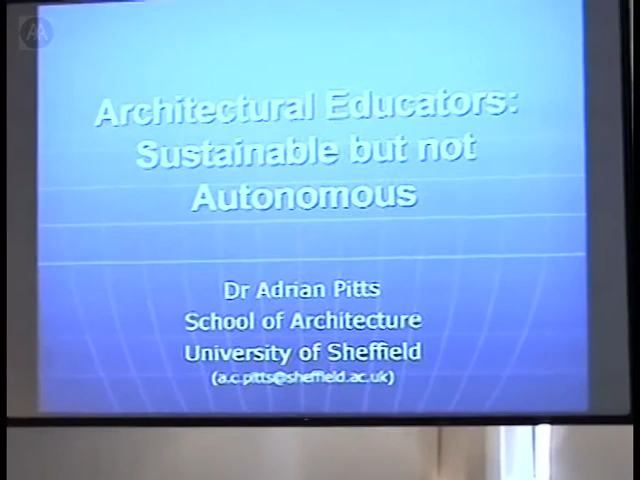 AA
Architectural Educators:
Sustainable but not
Autonomous
Dr Adrian Pitts
School of Architecture
University of Sheffield
(a.c.pitts@sheffield.ac.uk)